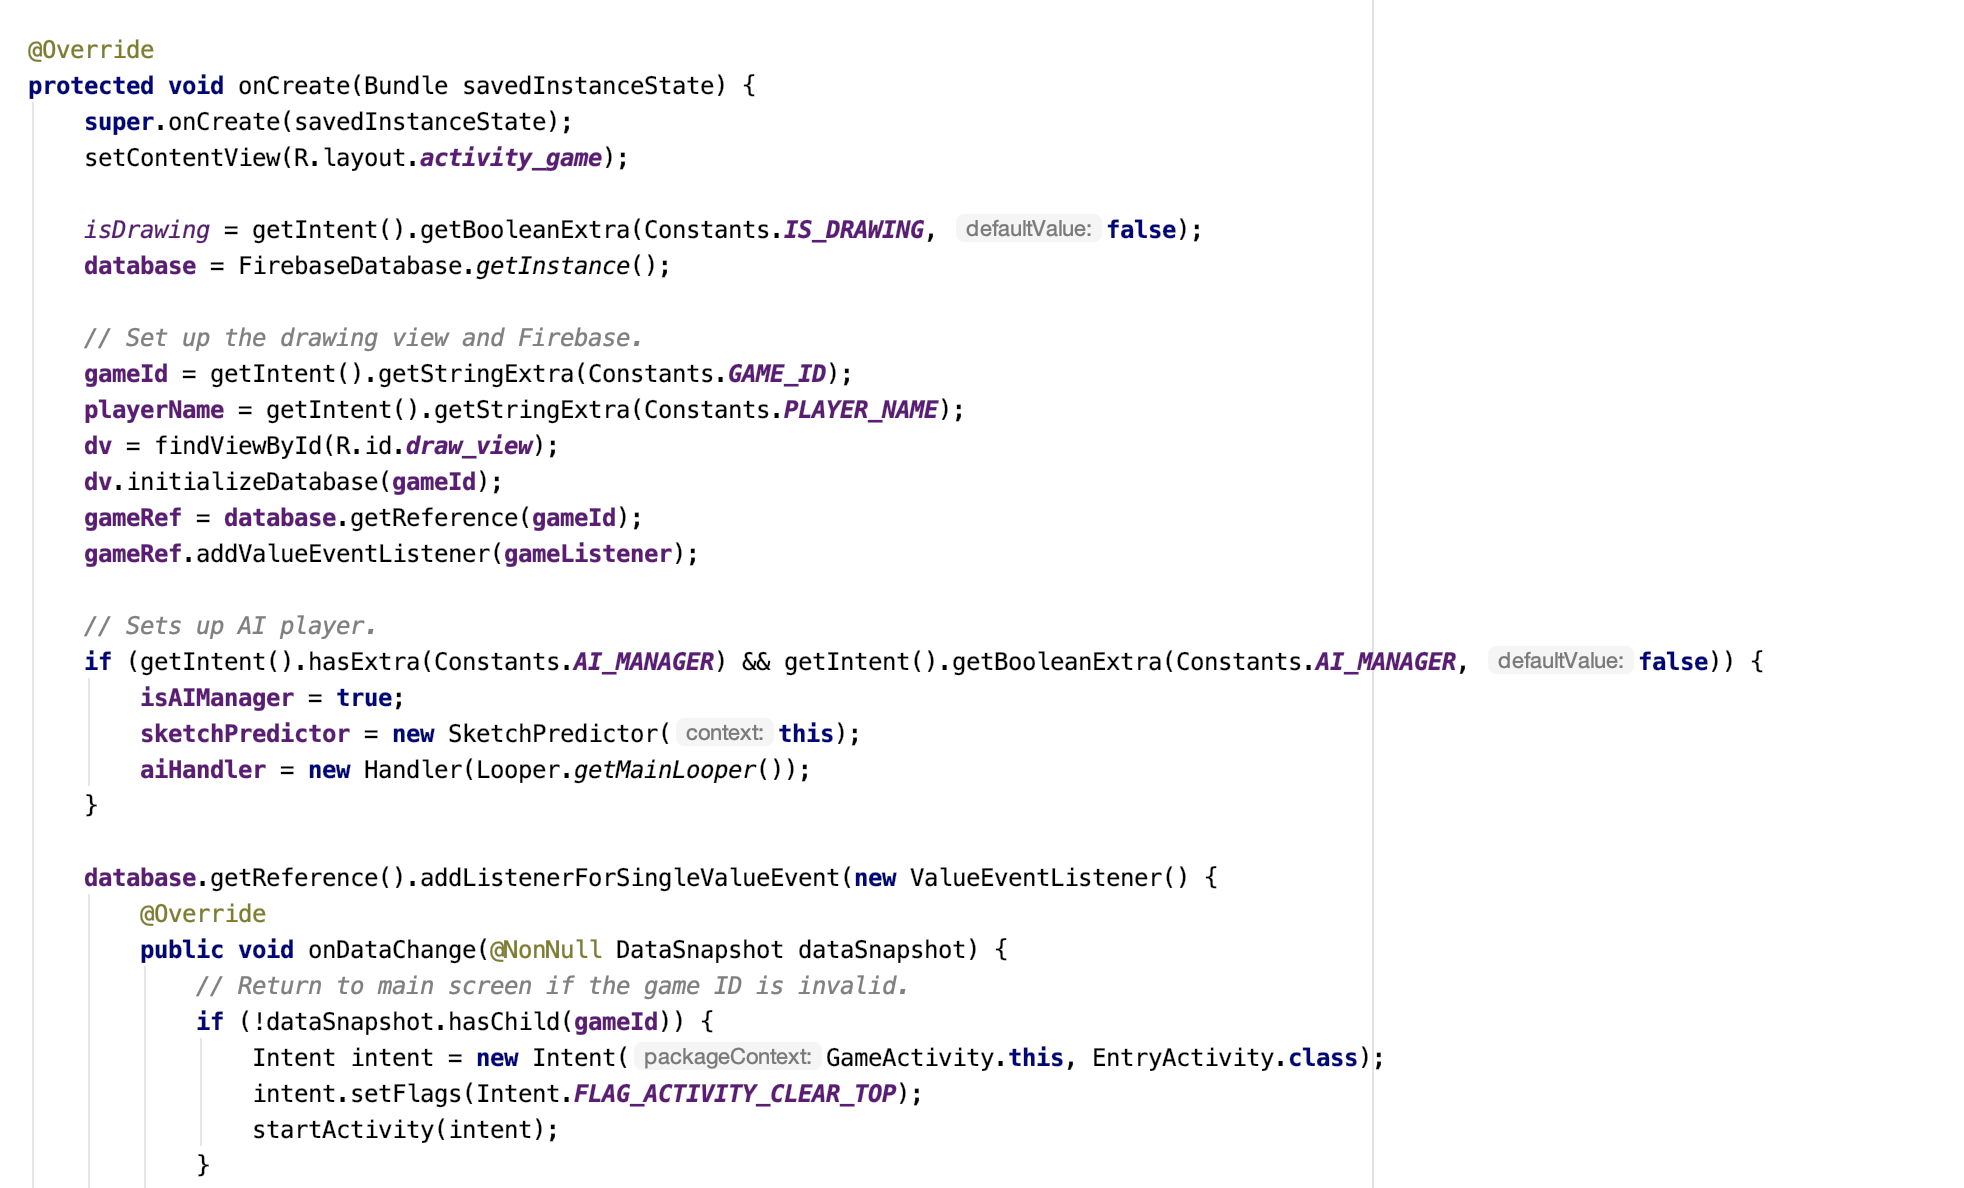 @Override
protected void onCreate(Bundle savedInstanceState) {
super.onCreate(savedInstanceState);
setContentView(R.layout.activity_game);
isDrawing = getIntent().getBooleanExtra(Constants.IS_DRAWING, defaultValue: false);
database = FirebaseDatabase.getInstance();
// Set up the drawing view and Firebase.
gameId = getIntent().getStringExtra(Constants.GAME_ID);
playerName = getIntent().getStringExtra(Constants.PLAYER_NAME);
dv = findViewById(R.id.draw_view);
dv.initializeDatabase(gameId);
gameRef = database.getReference(gameId);
gameRef.addValueEventListener(gameListener);
// Sets up AI player.
if (getIntent().hasExtra(Constants.AI_MANAGER) && getIntent().getBooleanExtra(Constants.AI_MANAGER, defaultValue: false)) {
isAIManager = true;
sketchPredictor = new SketchPredictor( context: this);
aiHandler = new Handler(Looper.getMainLooper());
}
database.getReference().addListenerForSingleValueEvent(new ValueEventListener() {
@Override
public void onDataChange(@NonNull DataSnapshot dataSnapshot) {
// Return to main screen if the game ID is invalid.
if (!dataSnapshot.hasChild(gameId)) {
Intent intent = new Intent( packageContext: GameActivity.this, EntryActivity.class);
intent.setFlags(Intent.FLAG_ACTIVITY_CLEAR_TOP);
startActivity(intent);
}